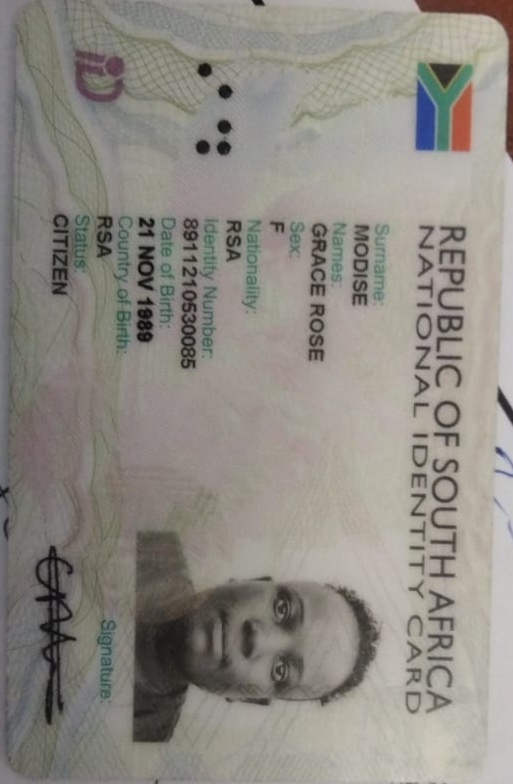 REPUBLIC OF SOUTH AFRICA
NATIONAL IDENTITY CARD
Surname:
MODISE
Names:
GRACE ROSE
Sex:
F
Nationality:
RSA
Identity Number:
8911210530085
Date of Birth:
21 NOV 1989
Country of Birth:
RSA
Status:
CITIZEN
Signature:
iD